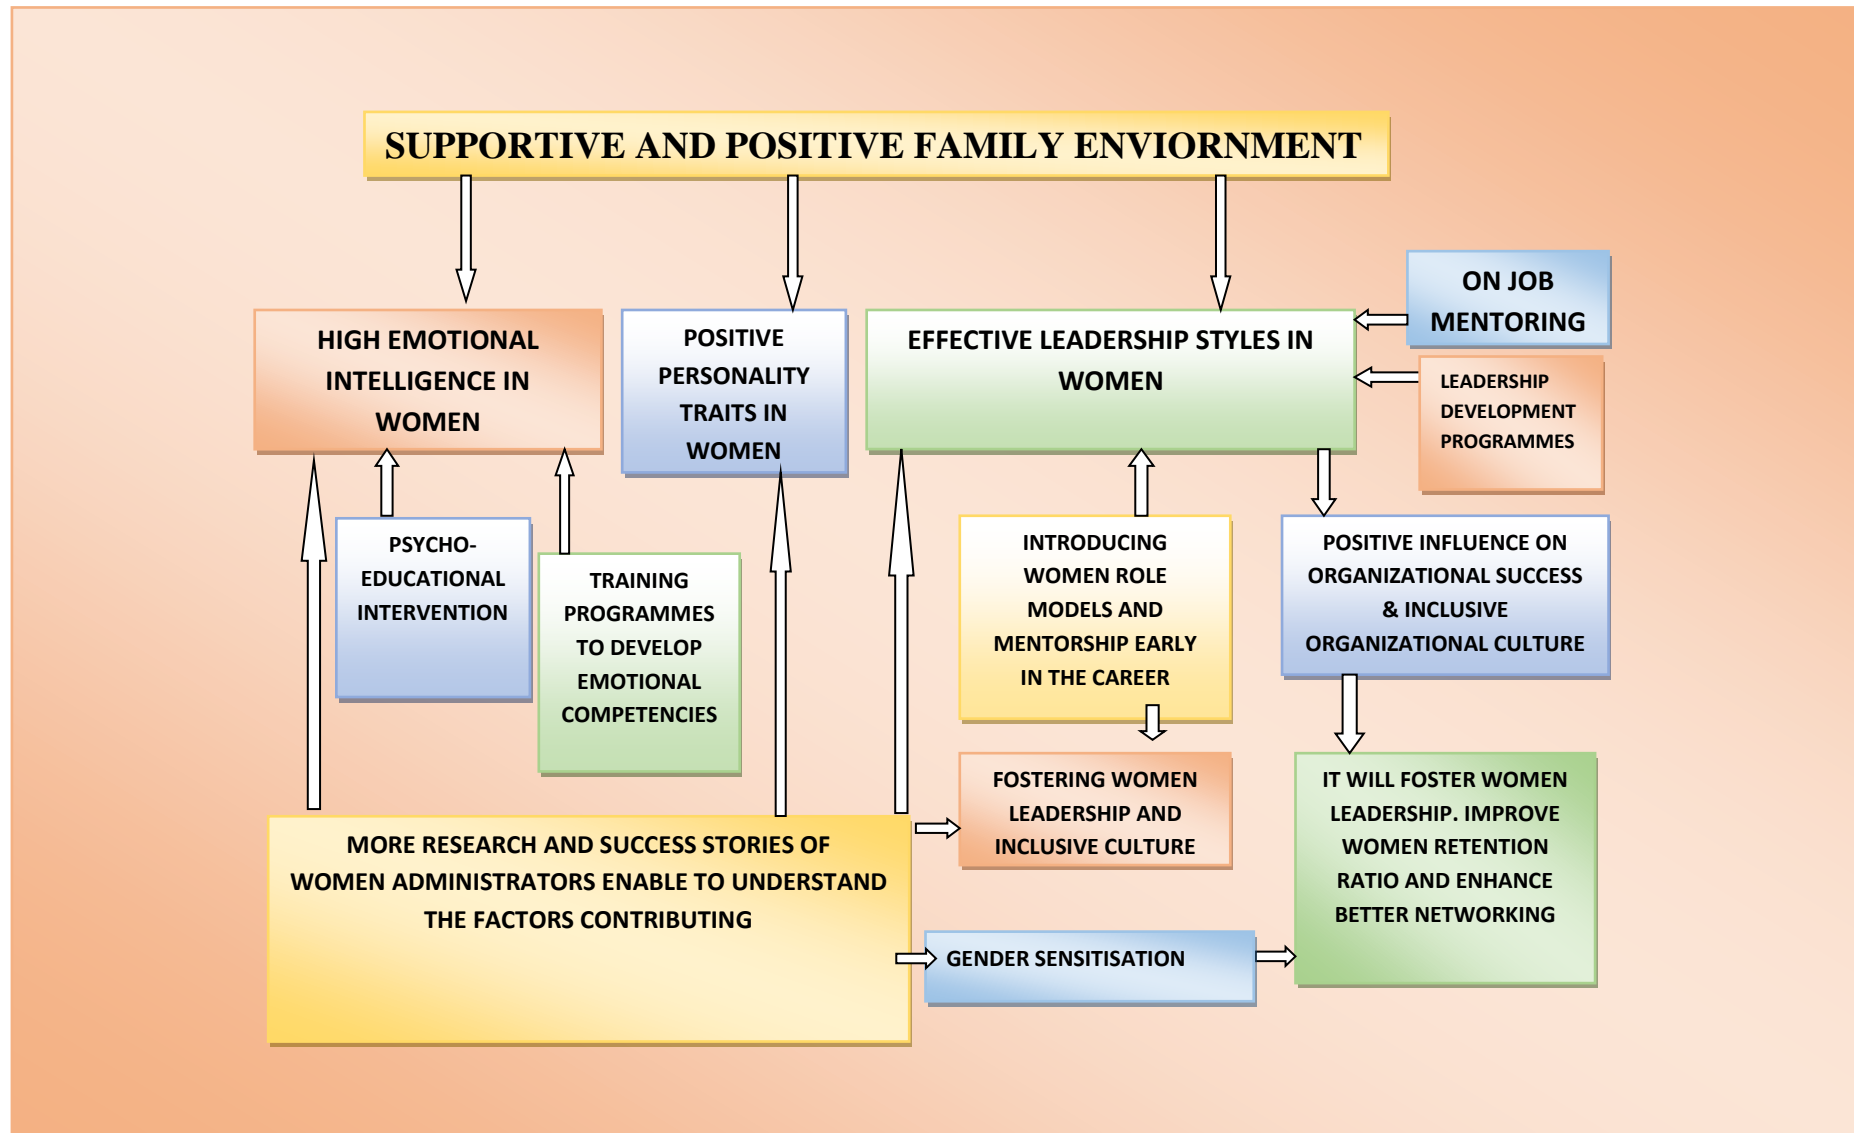 SUPPORTIVE AND POSITIVE FAMILY ENVIORNMENT
HIGH EMOTIONAL
INTELLIGENCE IN
WOMEN
POSITIVE
PERSONALITY
TRAITS IN
WOMEN
EFFECTIVE LEADERSHIP STYLES IN
WOMEN
ON JOB
MENTORING
LEADERSHIP
DEVELOPMENT
PROGRAMMES
PSYCHO-
EDUCATIONAL
INTERVENTION
TRAINING
PROGRAMMES
TO DEVELOP
EMOTIONAL
COMPETENCIES
INTRODUCING
WOMEN ROLE
MODELS AND
MENTORSHIP EARLY
IN THE CAREER
POSITIVE INFLUENCE ON
ORGANIZATIONAL SUCCESS
& INCLUSIVE
ORGANIZATIONAL CULTURE
FOSTERING WOMEN
LEADERSHIP AND
INCLUSIVE CULTURE
IT WILL FOSTER WOMEN
LEADERSHIP. IMPROVE
WOMEN RETENTION
RATIO AND ENHANCE
BETTER NETWORKING
MORE RESEARCH AND SUCCESS STORIES OF
WOMEN ADMINISTRATORS ENABLE TO UNDERSTAND
THE FACTORS CONTRIBUTING
GENDER SENSITISATION